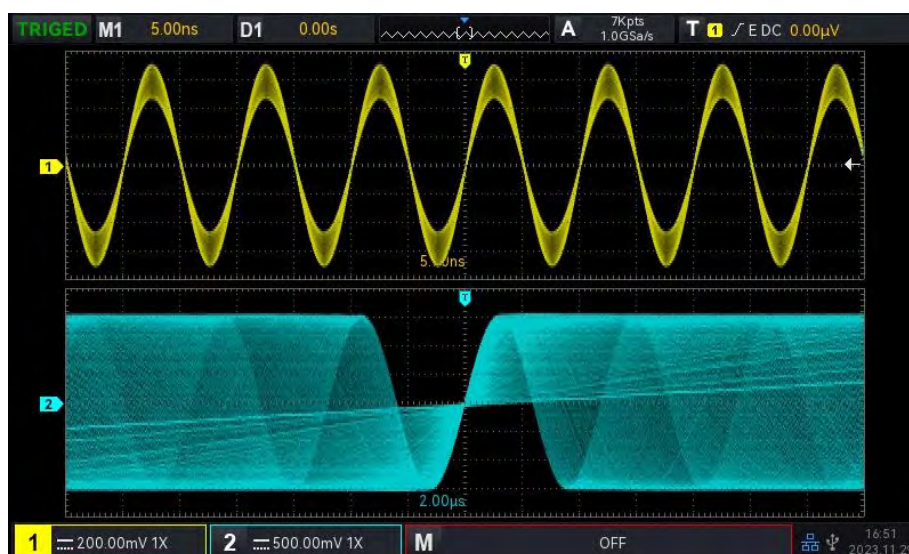 TRIGED M1 5.00ns D1 0.00s A 7Kpts T 1 E DC 0.00μV
1.0GSa/s
T
1
T
2
2.00μs
1 200.00mV 1X 2 500.00mV 1X M OFF 16:51